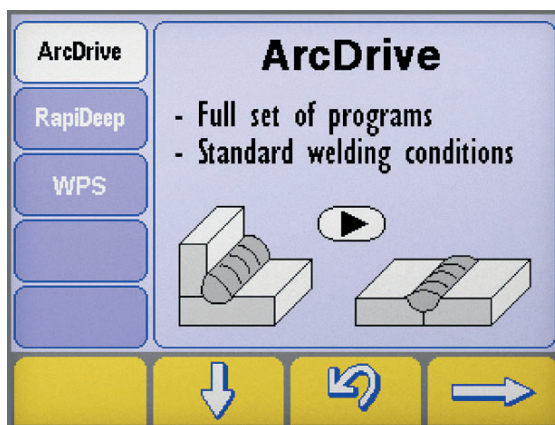 ArcDrive
RapiDeep
WPS
ArcDrive
- Full set of programs
- Standard welding conditions